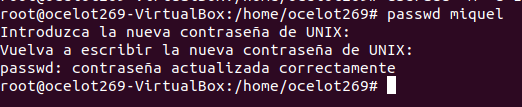 root@ocelot269-VirtualBox:/home/ocelot269# passwd miquel
Introduzca la nueva contraseña de UNIX:
Vuelva a escribir la nueva contraseña de UNIX:
passwd: contraseña actualizada correctamente
root@ocelot269-VirtualBox:/home/ocelot269#